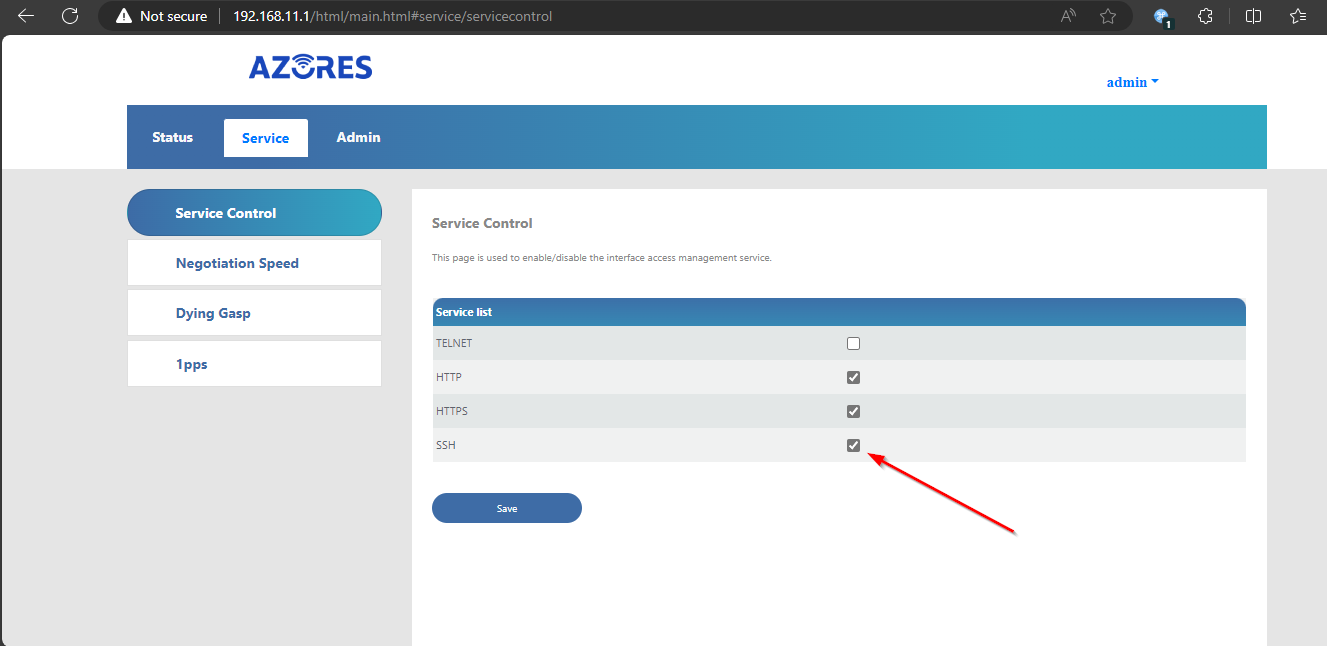 Not secure
192.168.11.1/html/main.html#service/servicecontrol
1
AZORES
admin
Status
Service
Admin
Service Control
Negotiation Speed
Dying Gasp
1pps
Service Control
This page is used to enable/disable the interface access management service.
Service list
TELNET
HTTP
HTTPS
SSH
Save